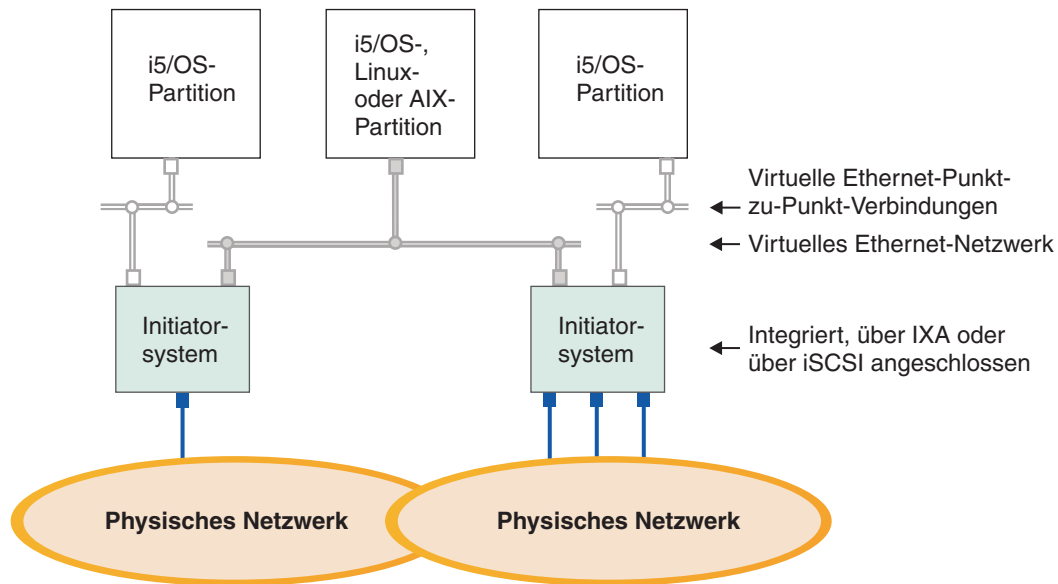 i5/OS-
Partition
i5/OS-,
Linux-
oder AIX-
Partition
i5/OS-
Partition
Virtuelle Ethernet-Punkt-
zu-Punkt-Verbindungen
Virtuelles Ethernet-Netzwerk
Initiator-
system
Initiator-
system
Integriert, über IXA oder
über iSCSI angeschlossen
Physisches Netzwerk
Physisches Netzwerk